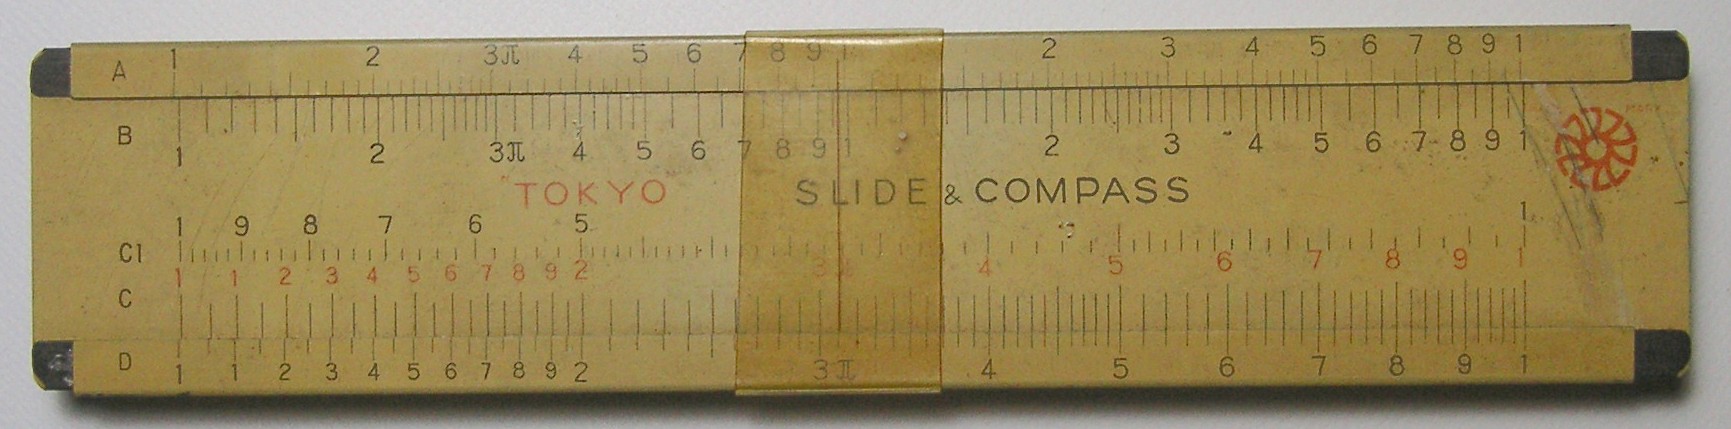 A 1 2 3 π 4 5 6 7 8 9 1 2 3 4 5 6 7 8 9 1
B 1 2 3 π 4 5 6 7 8 9 1 2 3 4 5 6 7 8 9 1
"TOKYO" SLIDE & COMPASS
1 9 8 7 6 5 1
CI
1 1 2 3 4 5 6 7 8 9 2 3 π 4 5 6 7 8 9 1
C
D 1 1 2 3 4 5 6 7 8 9 2 3 π 4 5 6 7 8 9 1